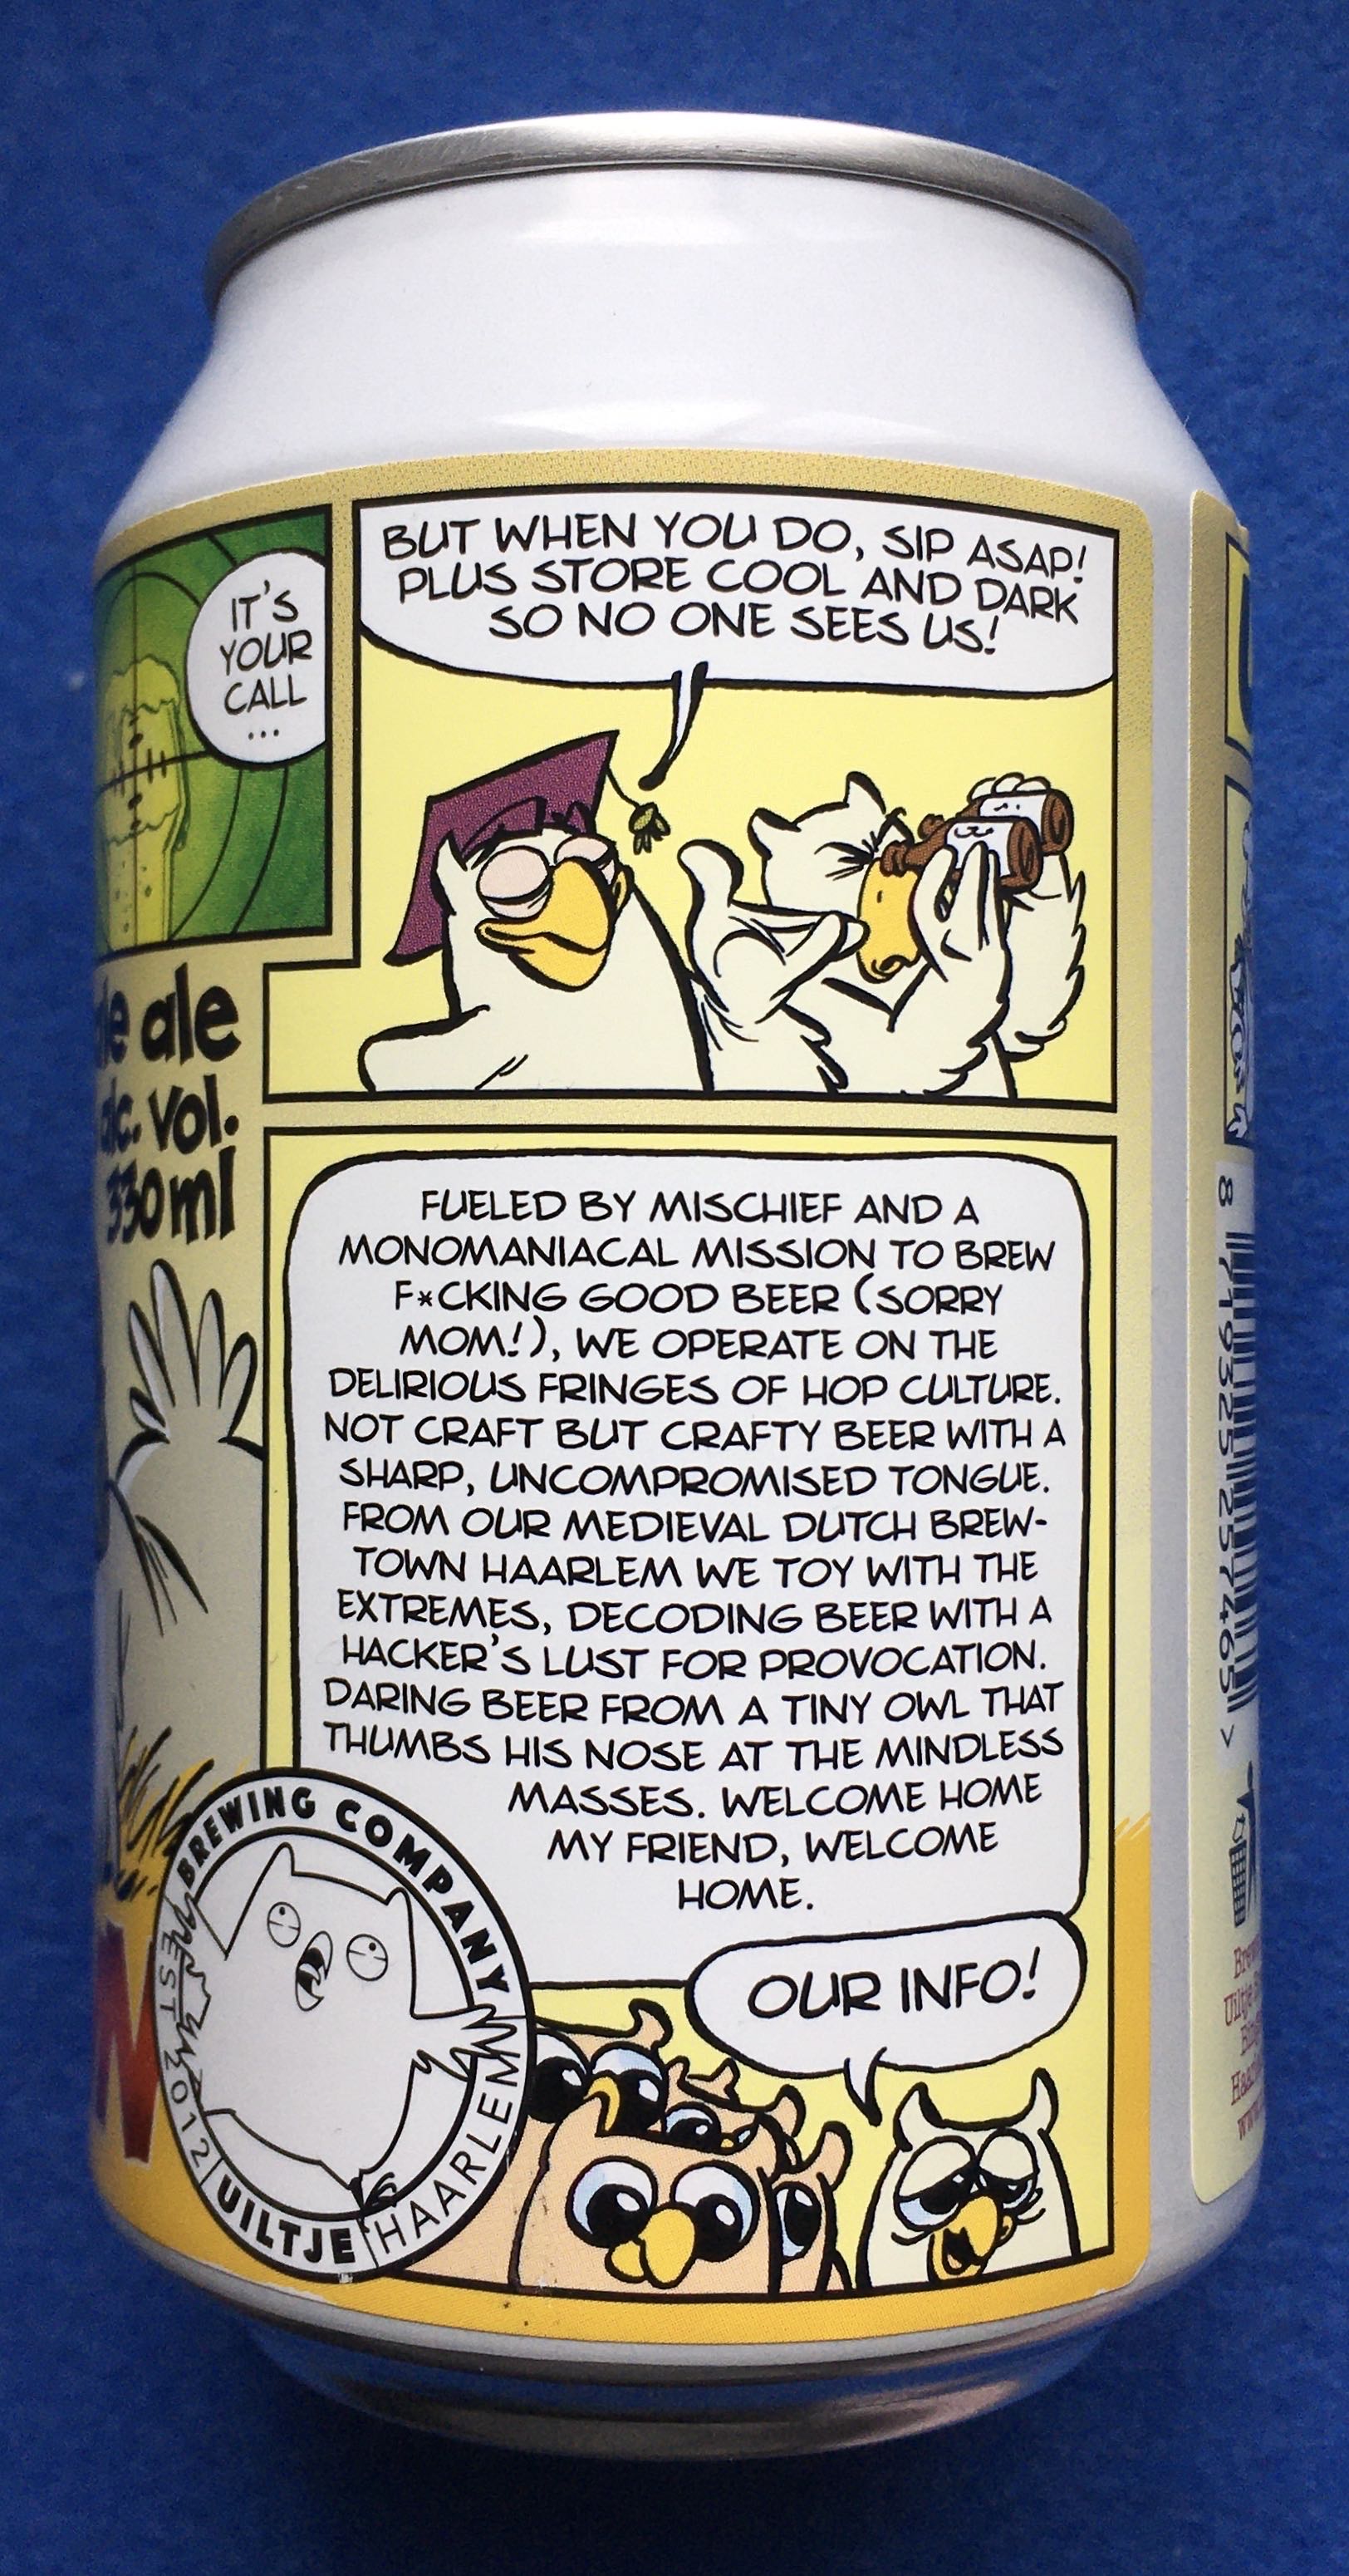 IT'S
YOUR
CALL
...
BUT WHEN YOU DO, SIP ASAP!
PLUS STORE COOL AND DARK
SO NO ONE SEES US!
ale
alc. vol.
330ml
FUELED BY MISCHIEF AND A
MONOMANIACAL MISSION TO BREW
F*CKING GOOD BEER (SORRY
MOM!), WE OPERATE ON THE
DELIRIOUS FRINGES OF HOP CULTURE.
NOT CRAFT BUT CRAFTY BEER WITH A
SHARP, UNCOMPROMISED TONGUE.
FROM OUR MEDIEVAL DUTCH BREW-
TOWN HAARLEM WE TOY WITH THE
EXTREMES, DECODING BEER WITH A
HACKER'S LUST FOR PROVOCATION.
DARING BEER FROM A TINY OWL THAT
THUMBS HIS NOSE AT THE MINDLESS
MASSES. WELCOME HOME
MY FRIEND, WELCOME
HOME.
OUR INFO!
BREWING COMPANY
EST 2012
UILTJE
HAARLEM
8 719325 257465 >